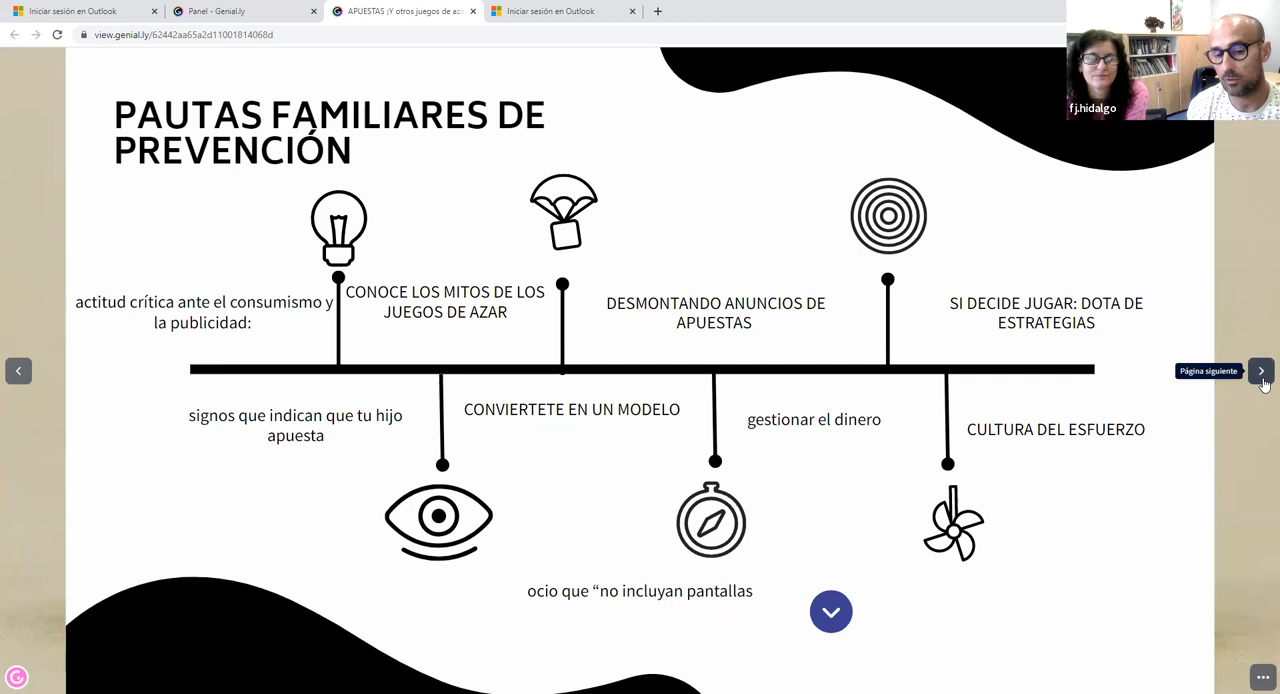 Iniciar sesión en Outlook
Panel - Genial.ly
APUESTAS ¡Y otros juegos de aza
Iniciar sesión en Outlook
view.genial.ly/62442aa65a2d11001814068d
fj.hidalgo
PAUTAS FAMILIARES DE
PREVENCIÓN
actitud crítica ante el consumismo y
la publicidad:
CONOCE LOS MITOS DE LOS
JUEGOS DE AZAR
DESMONTANDO ANUNCIOS DE
APUESTAS
SI DECIDE JUGAR: DOTA DE
ESTRATEGIAS
Página siguiente
signos que indican que tu hijo
apuesta
CONVIERTETE EN UN MODELO
gestionar el dinero
CULTURA DEL ESFUERZO
ocio que “no incluyan pantallas